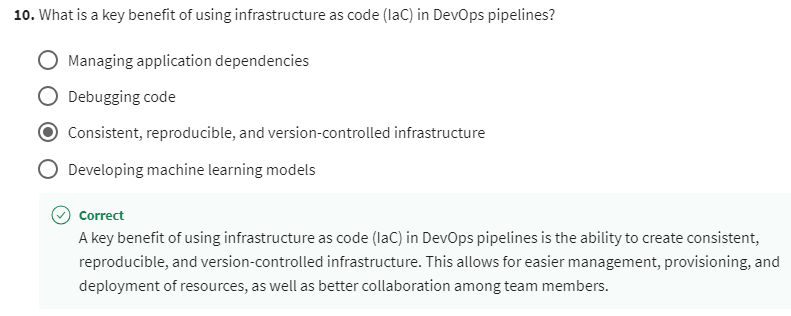 10. What is a key benefit of using infrastructure as code (IaC) in DevOps pipelines?
Managing application dependencies
Debugging code
Consistent, reproducible, and version-controlled infrastructure
Developing machine learning models
Correct
A key benefit of using infrastructure as code (IaC) in DevOps pipelines is the ability to create consistent,
reproducible, and version-controlled infrastructure. This allows for easier management, provisioning, and
deployment of resources, as well as better collaboration among team members.